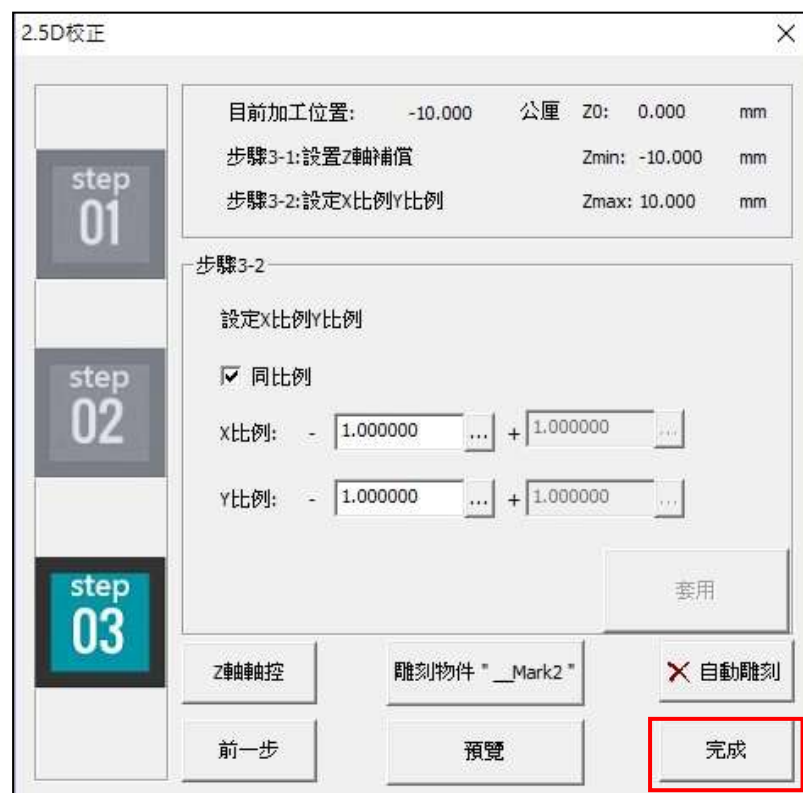 2.5D校正
目前加工位置: -10.000 公厘 Z0: 0.000 mm
步驟3-1:設置Z軸補償 Zmin: -10.000 mm
步驟3-2:設定X比例Y比例 Zmax: 10.000 mm
step
01
步驟3-2
設定X比例Y比例
同比例
step
02
X比例: - 1.000000 ... + 1.000000 ...
Y比例: - 1.000000 ... + 1.000000 ...
step
03
套用
Z軸軸控 雕刻物件 " __Mark2 " 自動雕刻
前一步 預覽 完成